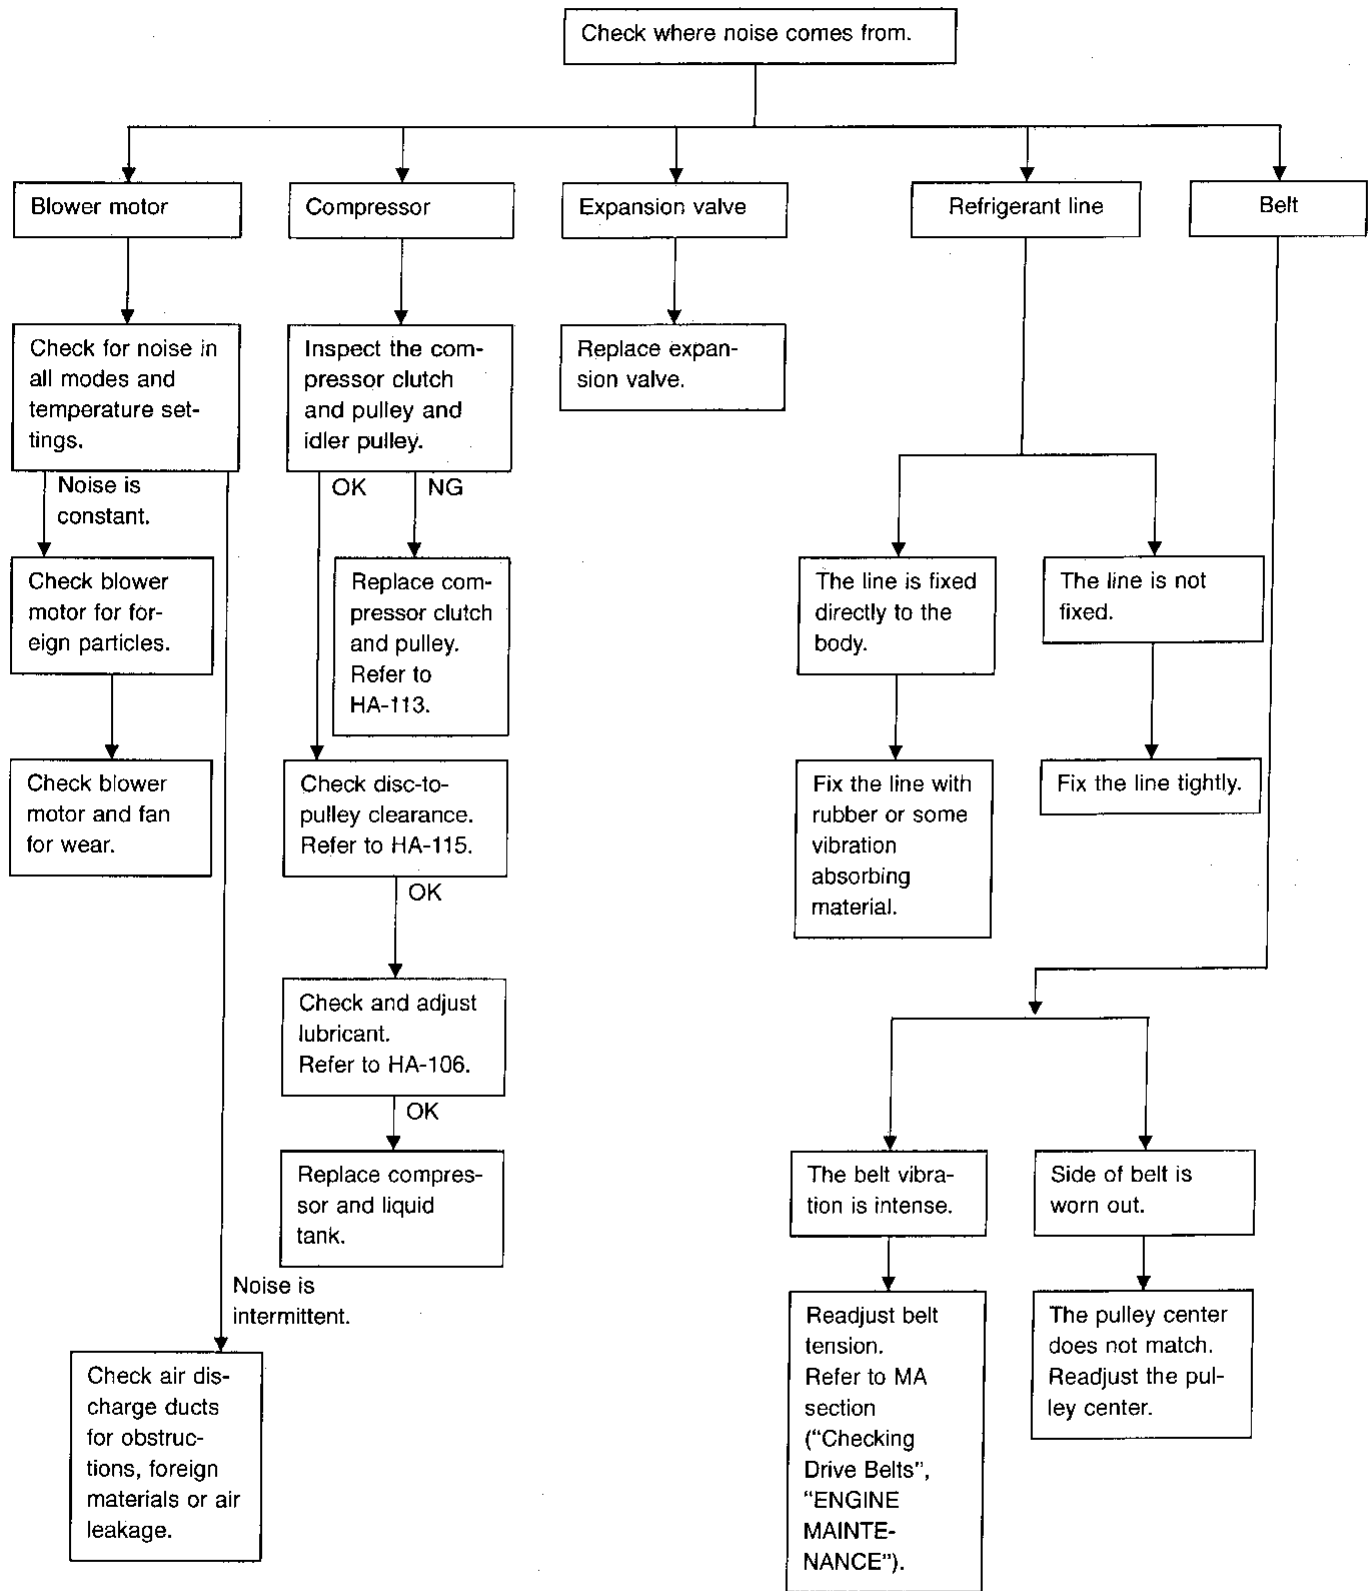 Check where noise comes from.
Blower motor
Compressor
Expansion valve
Refrigerant line
Belt
Check for noise in
all modes and
temperature set-
tings.
Inspect the com-
pressor clutch
and pulley and
idler pulley.
Replace expan-
sion valve.
Noise is
constant.
OK
NG
Check blower
motor for for-
eign particles.
Replace com-
pressor clutch
and pulley.
Refer to
HA-113.
The line is fixed
directly to the
body.
The line is not
fixed.
Check blower
motor and fan
for wear.
Check disc-to-
pulley clearance.
Refer to HA-115.
Fix the line with
rubber or some
vibration
absorbing
material.
Fix the line tightly.
OK
Check and adjust
lubricant.
Refer to HA-106.
OK
Replace compres-
sor and liquid
tank.
The belt vibra-
tion is intense.
Side of belt is
worn out.
Noise is
intermittent.
Check air dis-
charge ducts
for obstruc-
tions, foreign
materials or air
leakage.
Readjust belt
tension.
Refer to MA
section
(“Checking
Drive Belts”,
“ENGINE
MAINTE-
NANCE”).
The pulley center
does not match.
Readjust the pul-
ley center.